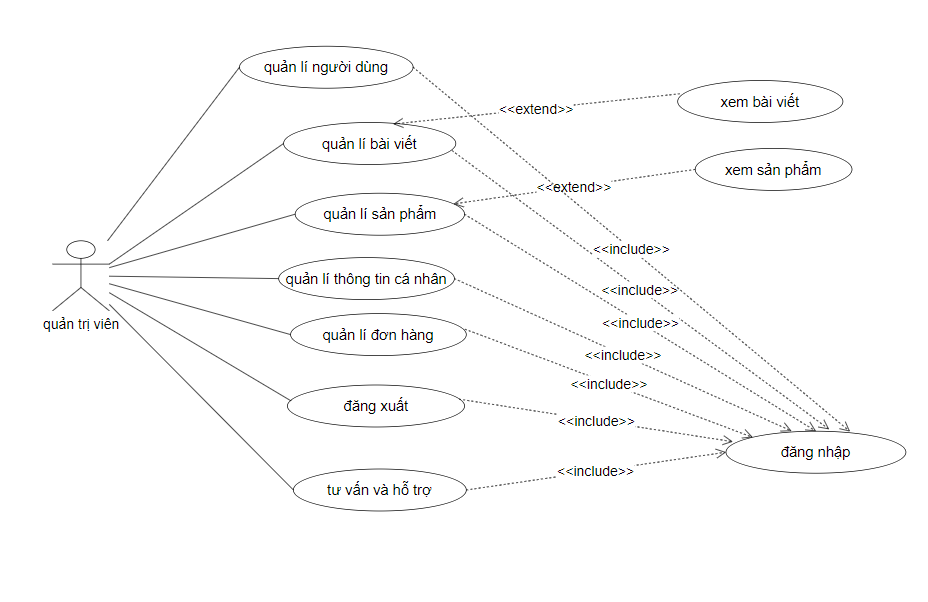 quản lí người dùng
<<extend>>
xem bài viết
quản lí bài viết
xem sản phẩm
<<extend>>
quản lí sản phẩm
<<include>>
quản lí thông tin cá nhân
<<include>>
quản trị viên
<<include>>
quản lí đơn hàng
<<include>>
<<include>>
đăng xuất
<<include>>
đăng nhập
<<include>>
tư vấn và hỗ trợ